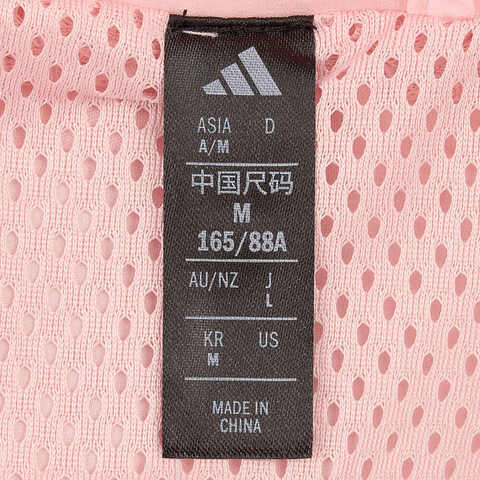 ASIA D
A/M
中国尺码
M
165/88A
AU/NZ J
L
KR US
M
MADE IN
CHINA